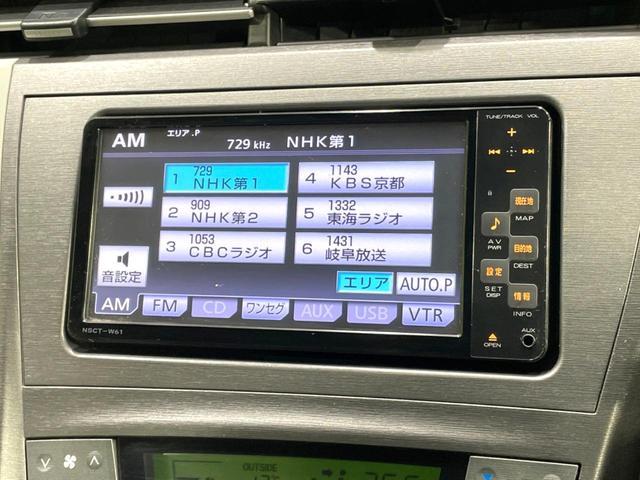 TUNE/TRACK VOL
AM エリア.P 729 kHz NHK第1
1 729 NHK第1
4 1143 KBS京都
2 909 NHK第2
5 1332 東海ラジオ
3 1053 CBCラジオ
6 1431 岐阜放送
音設定
エリア AUTO.P
AM FM CD ワンセグ AUX USB VTR
NSCT-W61
+
-
現在地
MAP
AV PWR
目的地
DEST
設定
SET DISP
情報
INFO
OPEN
AUX
OUTSIDE